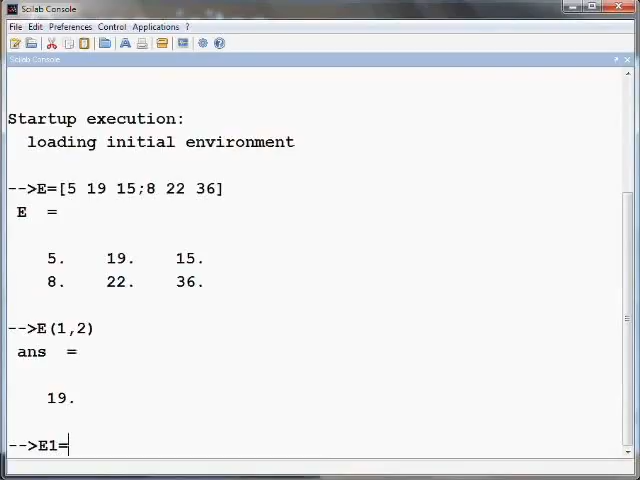 Scilab Console
File Edit Preferences Control Applications ?
Scilab Console
Startup execution:
loading initial environment
-->E=[5 19 15;8 22 36]
E =
5. 19. 15.
8. 22. 36.
-->E(1,2)
ans =
19.
-->E1=